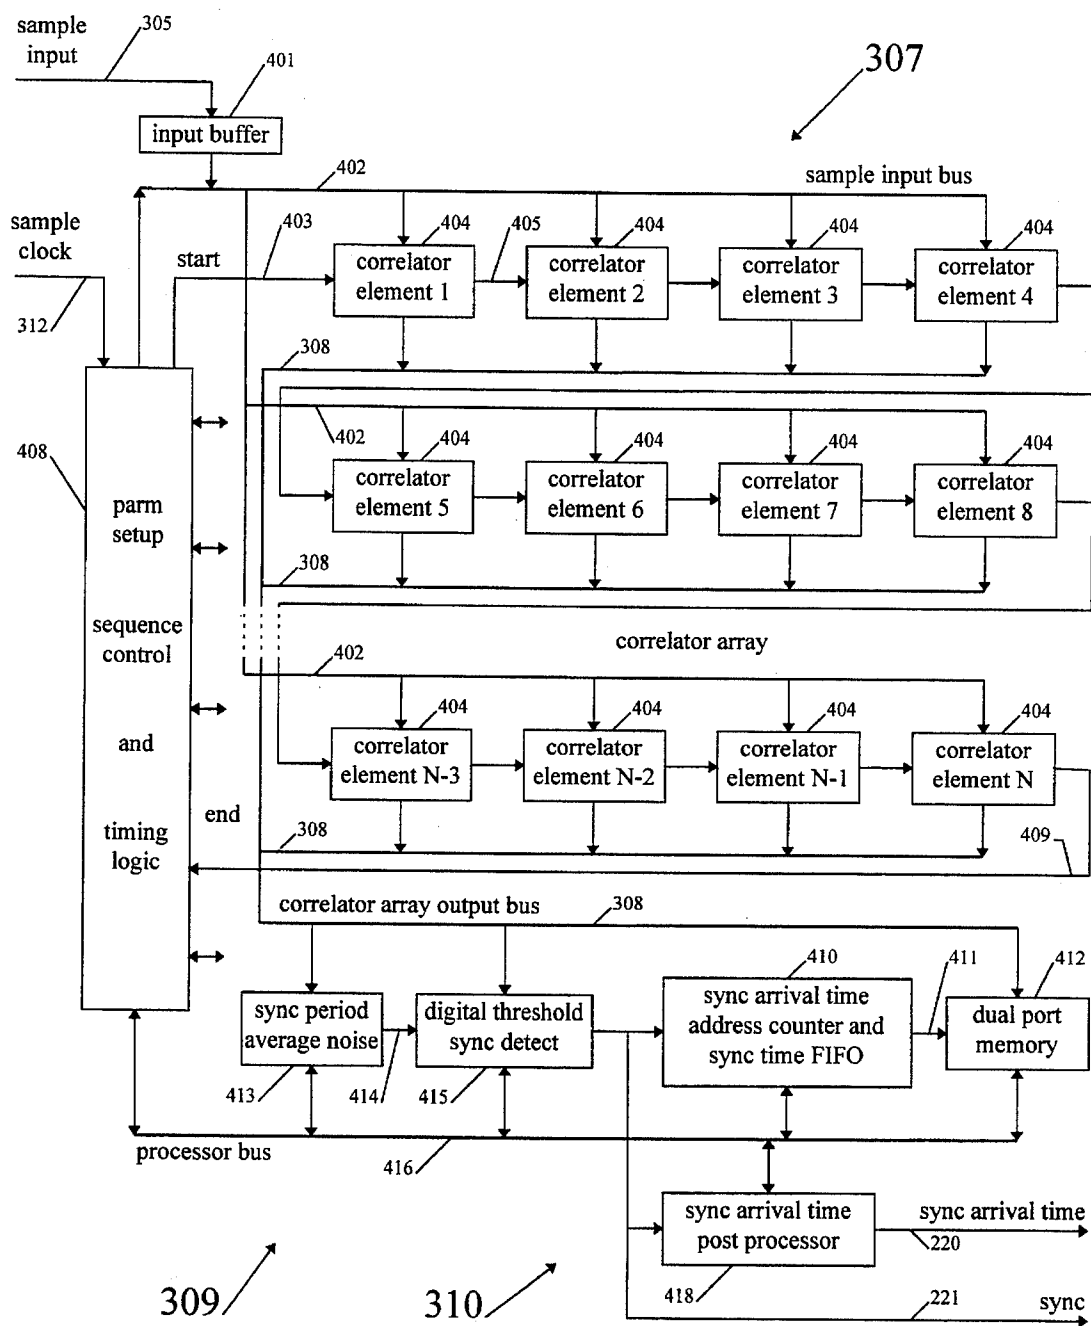 sample
input
305
401
307
input buffer
402
sample input bus
sample
clock
403
404
405
404
404
404
start
correlator
element 1
correlator
element 2
correlator
element 3
correlator
element 4
312
308
402
404
404
404
404
408
correlator
element 5
correlator
element 6
correlator
element 7
correlator
element 8
parm
setup
308
sequence
control
correlator array
402
404
404
404
404
and
correlator
element N-3
correlator
element N-2
correlator
element N-1
correlator
element N
end
timing
logic
308
409
correlator array output bus
308
410
411
412
sync period
average noise
digital threshold
sync detect
sync arrival time
address counter and
sync time FIFO
dual port
memory
413
414
415
processor bus
416
sync arrival time
post processor
sync arrival time
220
309
310
418
221
sync